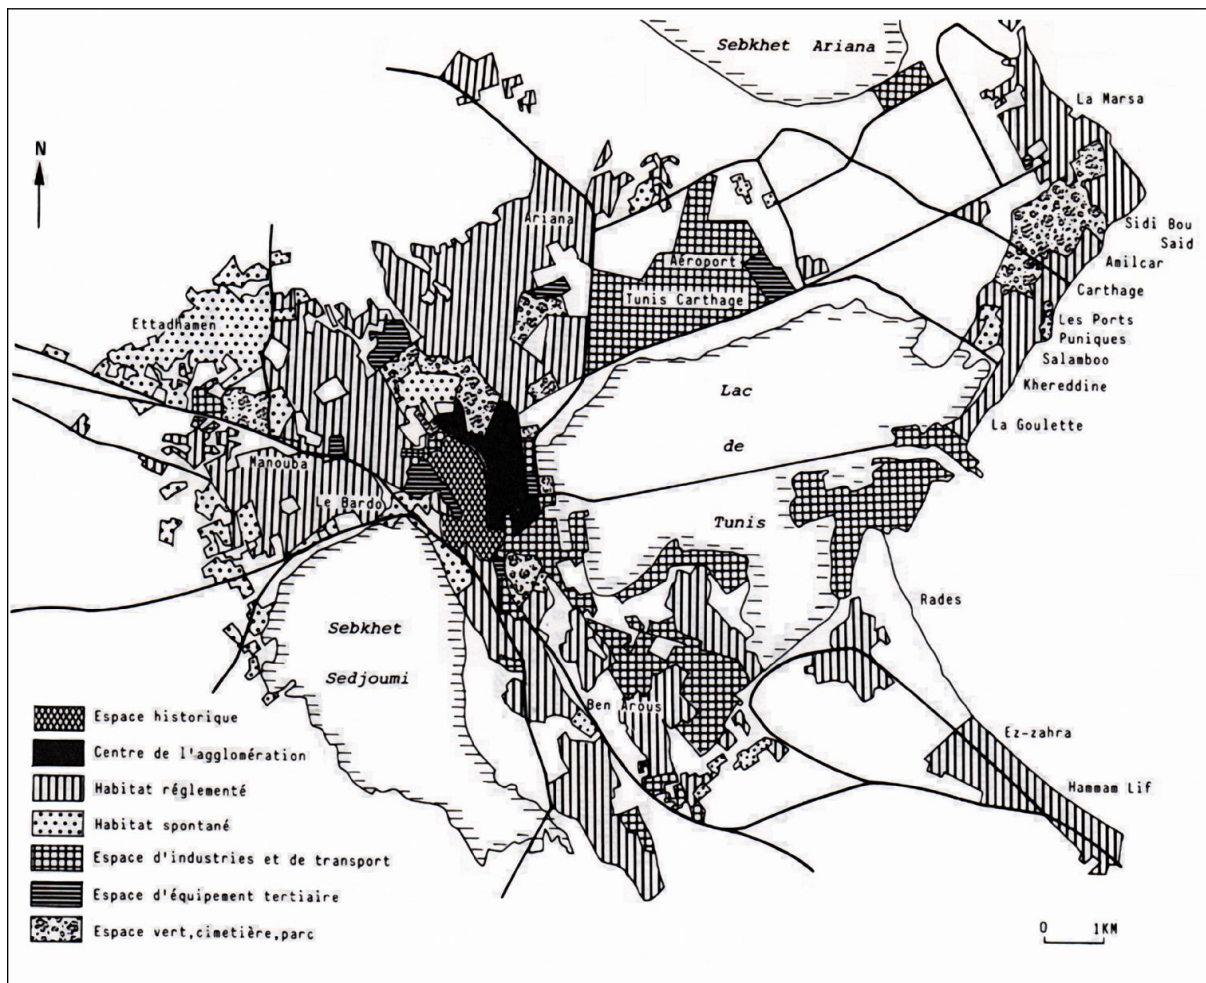 Sebkhet Ariana
La Marsa
N
Ariana
Sidi Bou
Said
Amilcar
Aéroport
Carthage
Tunis Carthage
Ettadhamen
Les Ports
Puniques
Salamboo
Lac
Khereddine
La Goulette
de
Manouba
Le Bardo
Tunis
Rades
Sebkhet
Sedjoumi
Ben Arous
Ez-zahra
Hammam Lif
Espace historique
Centre de l'agglomération
Habitat réglementé
Habitat spontané
Espace d'industries et de transport
Espace d'équipement tertiaire
Espace vert,cimetière,parc
0 1KM